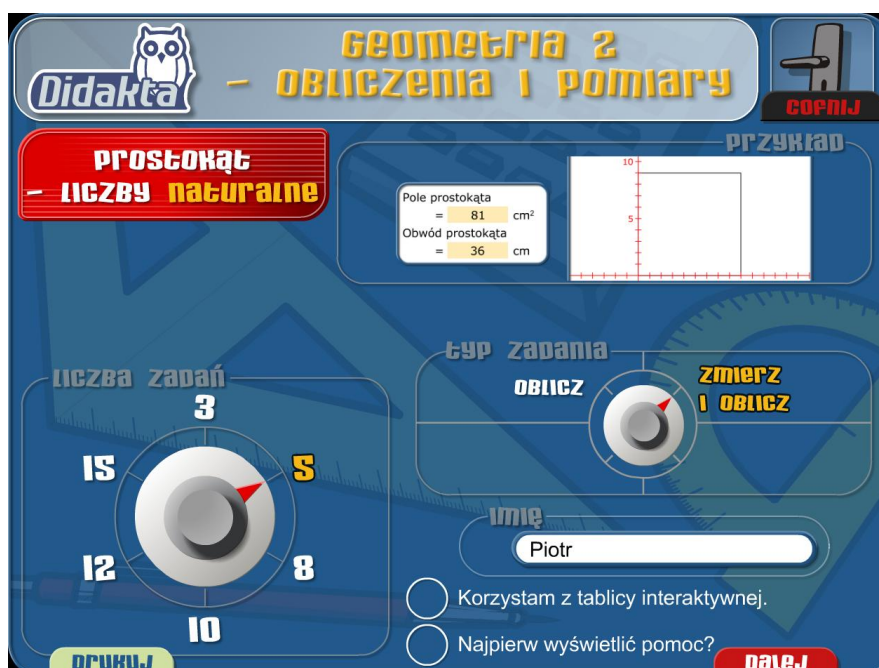 Didakta
Geometria 2
- obliczenia i pomiary
COFNIJ
prostokąt
- liczby naturalne
przykład
Pole prostokąta
= 81 cm²
Obwód prostokąta
= 36 cm
10
5
typ zadania
oblicz
zmierz
i oblicz
liczba zadań
3
15
5
12
8
10
imię
Piotr
Korzystam z tablicy interaktywnej.
Najpierw wyświetlić pomoc?
drukuj
dalej